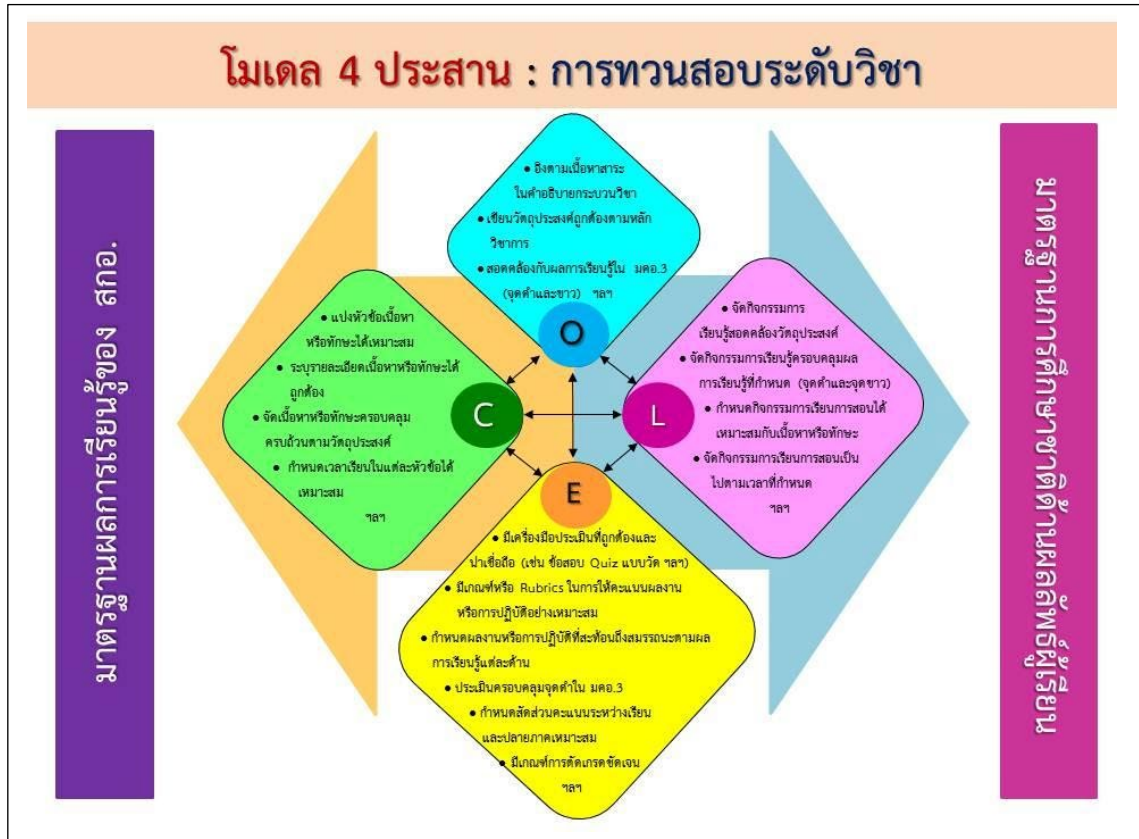 โมเดล 4 ประสาน : การทวนสอบระดับวิชา
มาตรฐานผลการเรียนรู้ของ สกอ.
● อิงตามเนื้อหาสาระ
ในคำอธิบายกระบวนวิชา
● เขียนวัตถุประสงค์ถูกต้องตามหลัก
วิชาการ
● สอดคล้องกับผลการเรียนรู้ใน มคอ.3
(จุดดำและขาว) ฯลฯ
O
● แบ่งหัวข้อเนื้อหา
หรือทักษะได้เหมาะสม
● ระบุรายละเอียดเนื้อหาหรือทักษะได้
ถูกต้อง
● จัดเนื้อหาหรือทักษะครอบคลุม
ครบถ้วนตามวัตถุประสงค์
● กำหนดเวลาเรียนในแต่ละหัวข้อได้
เหมาะสม
ฯลฯ
C
L
● จัดกิจกรรมการ
เรียนรู้สอดคล้องวัตถุประสงค์
● จัดกิจกรรมการเรียนรู้ครอบคลุมผล
การเรียนรู้ที่กำหนด (จุดดำและจุดขาว)
● กำหนดกิจกรรมการเรียนการสอนได้
เหมาะสมกับเนื้อหาหรือทักษะ
● จัดกิจกรรมการเรียนการสอนเป็น
ไปตามเวลาที่กำหนด
ฯลฯ
E
● มีเครื่องมือประเมินที่ถูกต้องและ
น่าเชื่อถือ (เช่น ข้อสอบ Quiz แบบวัด ฯลฯ)
● มีเกณฑ์หรือ Rubrics ในการให้คะแนนผลงาน
หรือการปฏิบัติอย่างเหมาะสม
● กำหนดผลงานหรือการปฏิบัติที่สะท้อนถึงสมรรถนะตามผล
การเรียนรู้แต่ละด้าน
● ประเมินครอบคลุมจุดดำใน มคอ.3
● กำหนดสัดส่วนคะแนนระหว่างเรียน
และปลายภาคเหมาะสม
● มีเกณฑ์การตัดเกรดชัดเจน
ฯลฯ
มาตรฐานการศึกษาชาติด้านผลลัพธ์ผู้เรียน